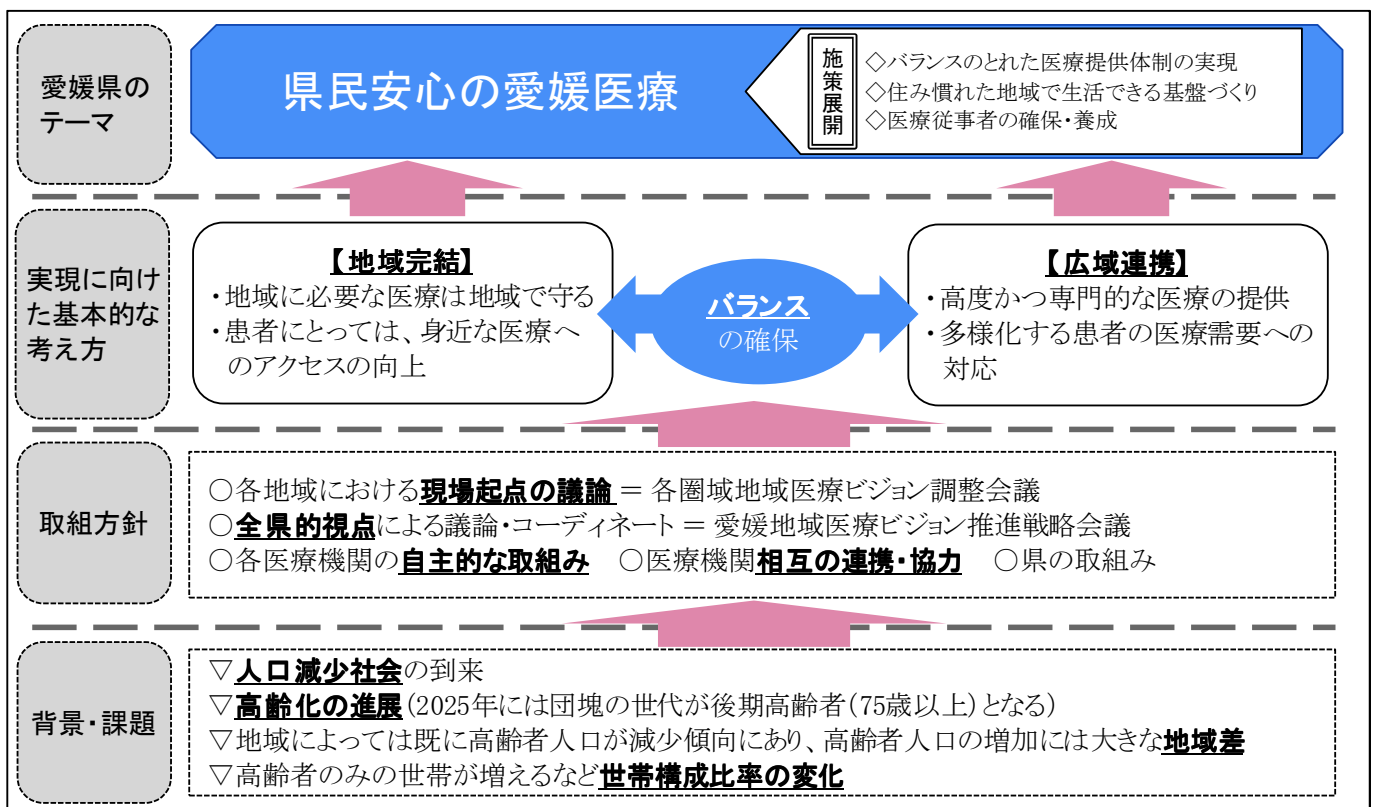 愛媛県の
テーマ
県民安心の愛媛医療
施策展開
◇バランスのとれた医療提供体制の実現
◇住み慣れた地域で生活できる基盤づくり
◇医療従事者の確保・養成
実現に向け
た基本的な
考え方
【地域完結】
・地域に必要な医療は地域で守る
・患者にとっては、身近な医療へ
のアクセスの向上
バランス
の確保
【広域連携】
・高度かつ専門的な医療の提供
・多様化する患者の医療需要への
対応
取組方針
○各地域における現場起点の議論 = 各圏域地域医療ビジョン調整会議
○全県的視点による議論・コーディネート = 愛媛地域医療ビジョン推進戦略会議
○各医療機関の自主的な取組み ○医療機関相互の連携・協力 ○県の取組み
背景・課題
▽人口減少社会の到来
▽高齢化の進展(2025年には団塊の世代が後期高齢者(75歳以上)となる)
▽地域によっては既に高齢者人口が減少傾向にあり、高齢者人口の増加には大きな地域差
▽高齢者のみの世帯が増えるなど世帯構成比率の変化